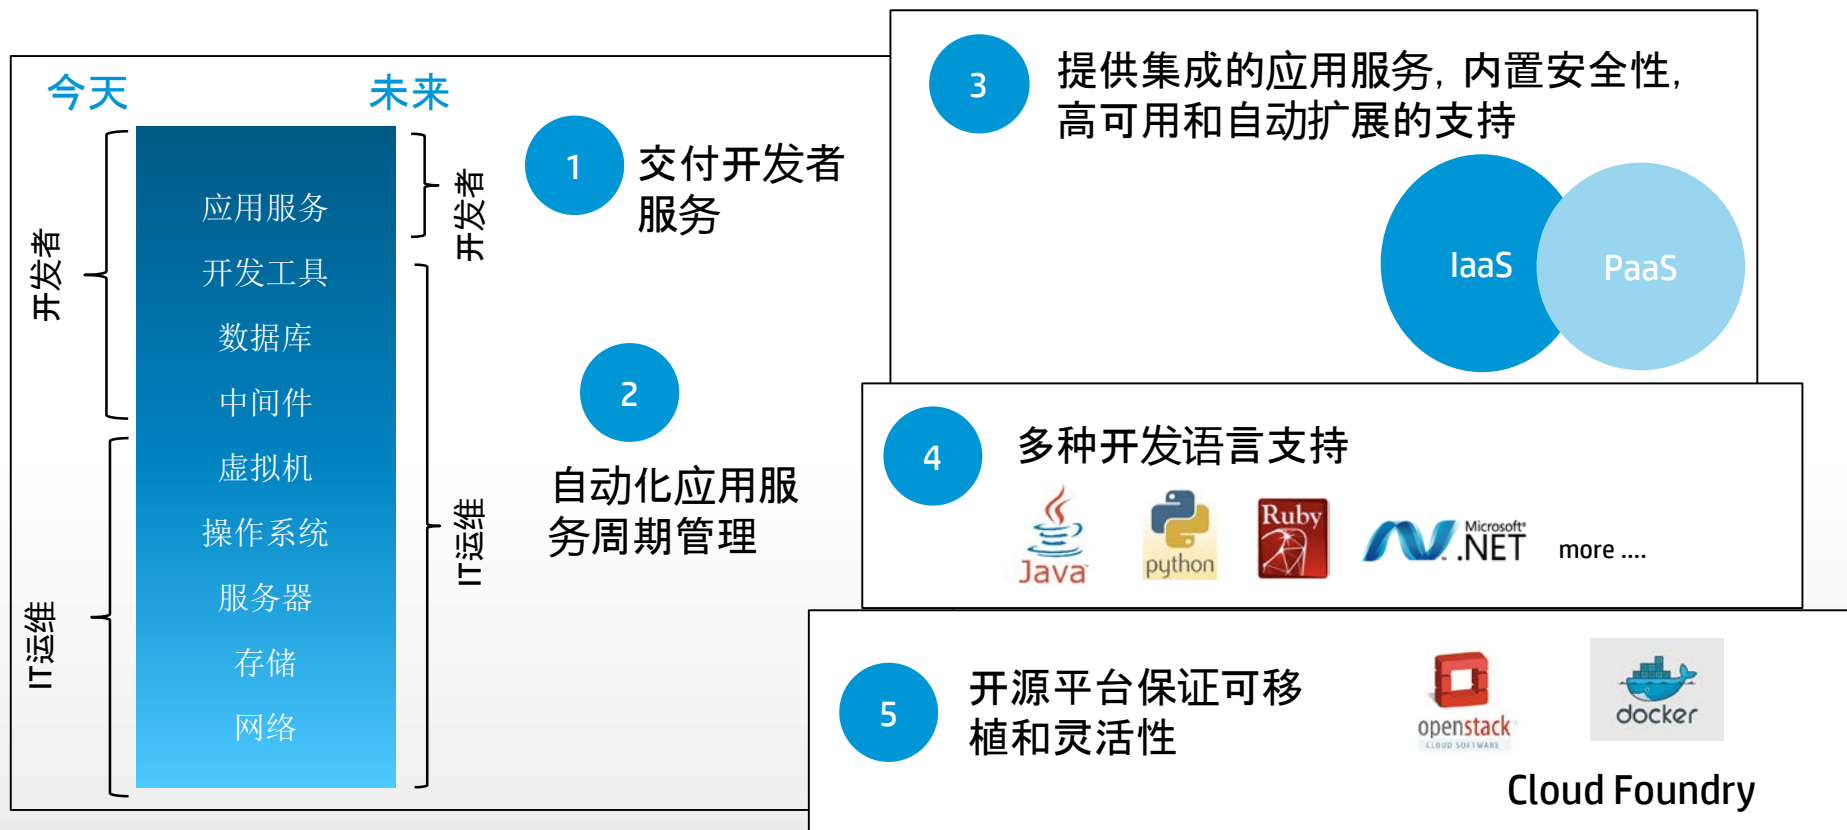 今天
未来
开发者
IT运维
应用服务
开发工具
数据库
中间件
虚拟机
操作系统
服务器
存储
网络
开发者
IT运维
1
交付开发者
服务
2
自动化应用服
务周期管理
3
提供集成的应用服务, 内置安全性,
高可用和自动扩展的支持
IaaS
PaaS
4
多种开发语言支持
Java
python
Ruby
Microsoft®
.NET
more ....
5
开源平台保证可移
植和灵活性
openstack
CLOUD SOFTWARE
docker
Cloud Foundry